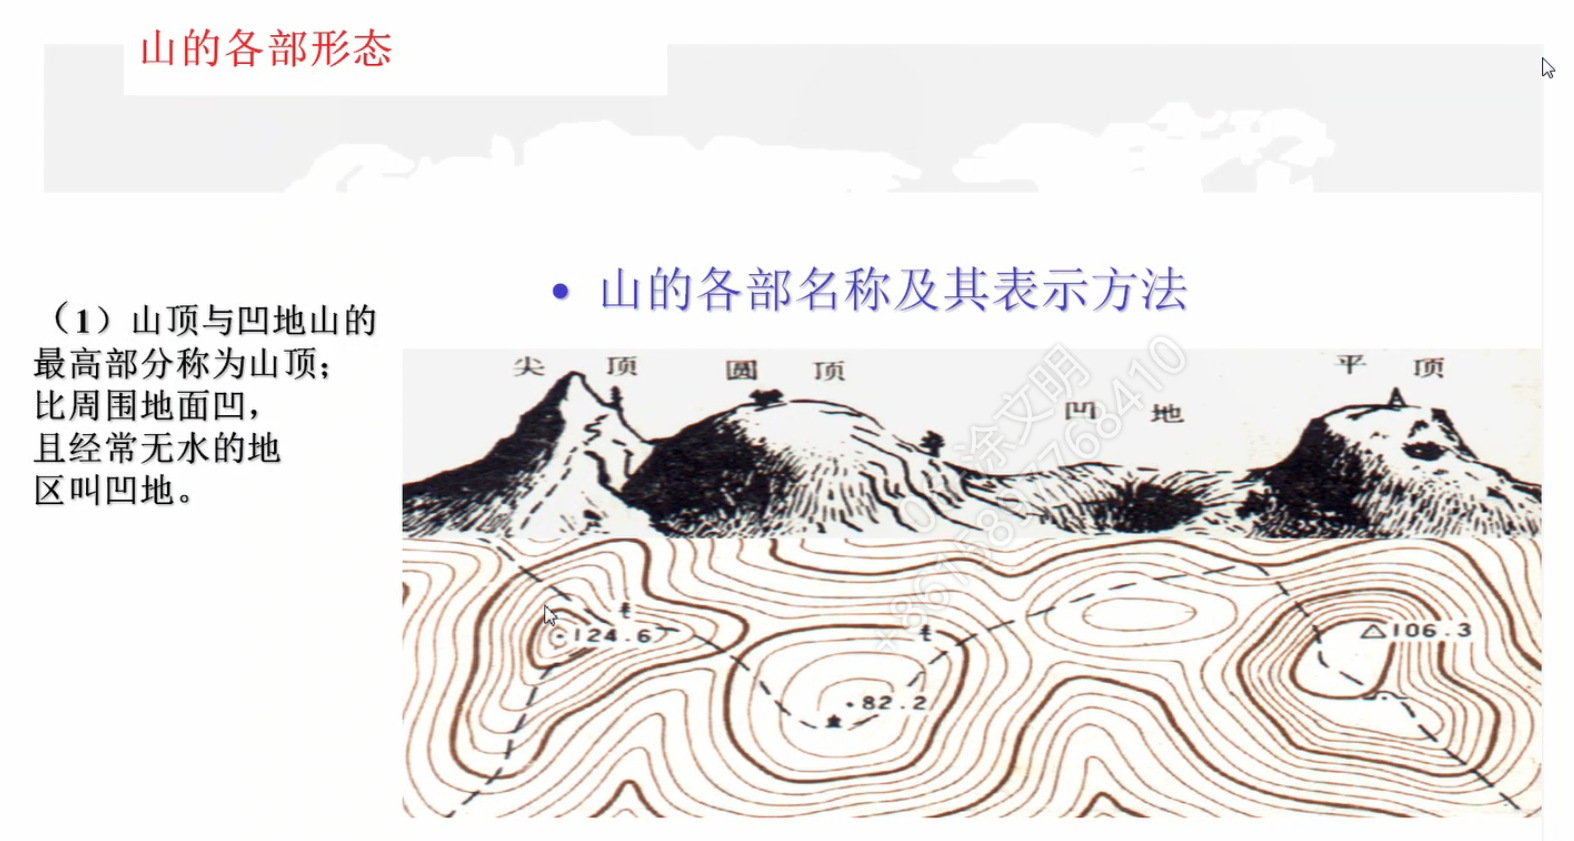 山的各部形态
• 山的各部名称及其表示方法
（1）山顶与凹地山的
最高部分称为山顶；
比周围地面凹，
且经常无水的地
区叫凹地。
尖 顶 圆 顶 凹 地 平 顶
124.6
82.2
106.3
涂文明